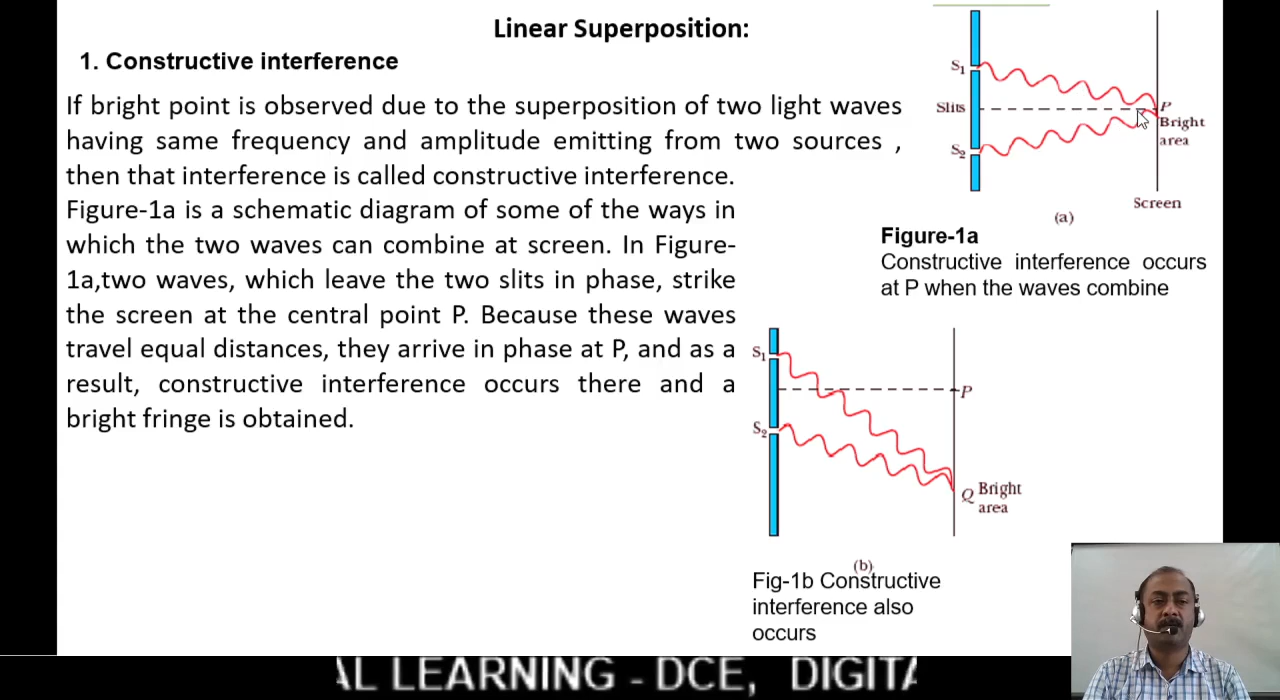 Linear Superposition:
1. Constructive interference
If bright point is observed due to the superposition of two light waves
having same frequency and amplitude emitting from two sources ,
then that interference is called constructive interference.
Figure-1a is a schematic diagram of some of the ways in
which the two waves can combine at screen. In Figure-
1a,two waves, which leave the two slits in phase, strike
the screen at the central point P. Because these waves
travel equal distances, they arrive in phase at P, and as a
result, constructive interference occurs there and a
bright fringe is obtained.
S1
Slits
S2
P
Bright
area
Screen
(a)
Figure-1a
Constructive interference occurs
at P when the waves combine
S1
P
S2
Q Bright
area
(b)
Fig-1b Constructive
interference also
occurs
AL LEARNING - DCE, DIGITA